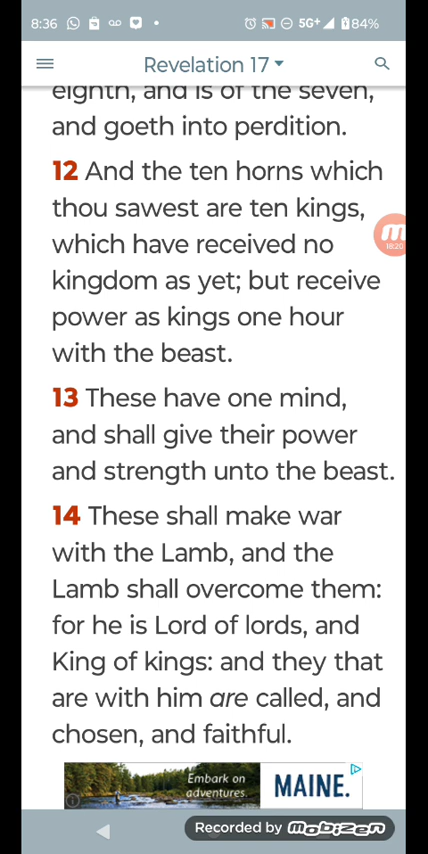 8:36 5G+ 84%
Revelation 17
eighth, and is of the seven,
and goeth into perdition.
12 And the ten horns which
thou sawest are ten kings,
which have received no
kingdom as yet; but receive
power as kings one hour
with the beast.
13 These have one mind,
and shall give their power
and strength unto the beast.
14 These shall make war
with the Lamb, and the
Lamb shall overcome them:
for he is Lord of lords, and
King of kings: and they that
are with him are called, and
chosen, and faithful.
m
18:20
Embark on
adventures.
MAINE.
Recorded by mobizen